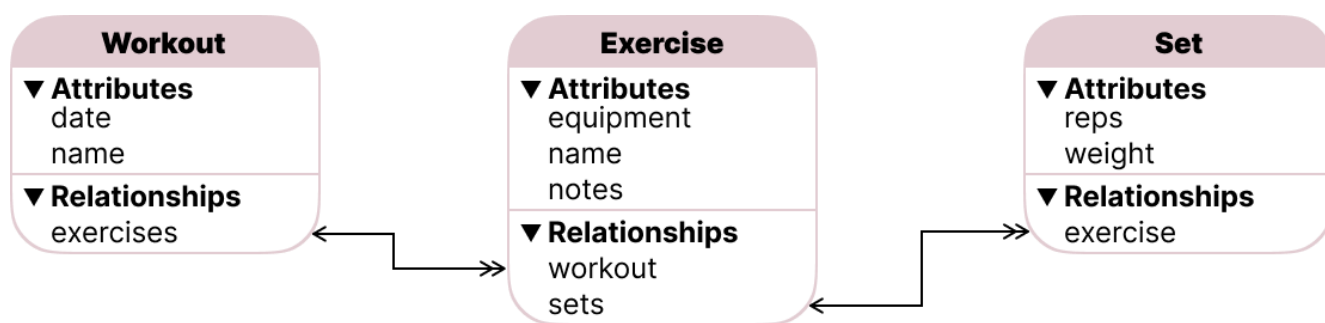 Workout
▼ Attributes
date
name
▼ Relationships
exercises
Exercise
▼ Attributes
equipment
name
notes
▼ Relationships
workout
sets
Set
▼ Attributes
reps
weight
▼ Relationships
exercise